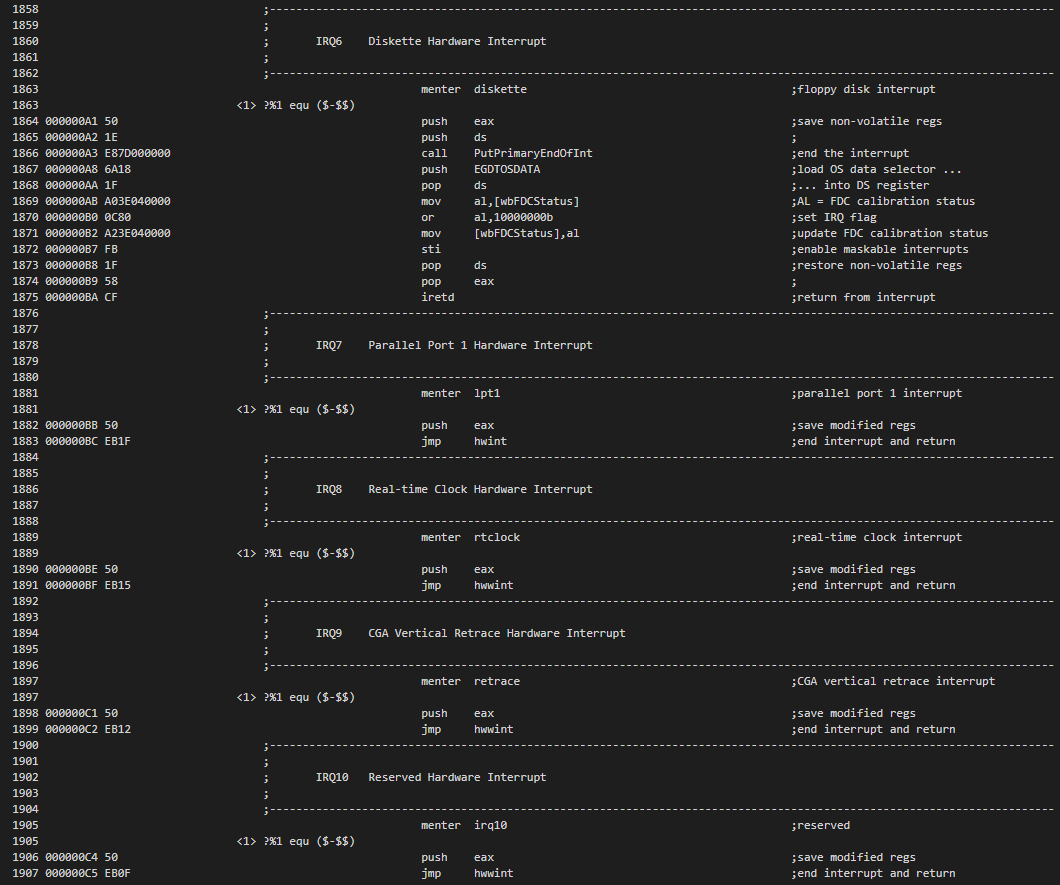 1858                                  ;-----------------------------------------------------------------------------------------------------------------------
1859                                  ;
1860                                  ;       IRQ6    Diskette Hardware Interrupt
1861                                  ;
1862                                  ;-----------------------------------------------------------------------------------------------------------------------
1863                                                          menter  diskette                                        ;floppy disk interrupt
1863                              <1> ?%1 equ ($-$$)
1864 000000A1 50                                              push    eax                                             ;save non-volatile regs
1865 000000A2 1E                                              push    ds                                              ;
1866 000000A3 E87D000000                                      call    PutPrimaryEndOfInt                              ;end the interrupt
1867 000000A8 6A18                                            push    EGDTOSDATA                                      ;load OS data selector ...
1868 000000AA 1F                                              pop     ds                                              ;... into DS register
1869 000000AB A03E040000                                      mov     al,[wbFDCStatus]                                ;AL = FDC calibration status
1870 000000B0 0C80                                            or      al,10000000b                                    ;set IRQ flag
1871 000000B2 A23E040000                                      mov     [wbFDCStatus],al                                ;update FDC calibration status
1872 000000B7 FB                                              sti                                                     ;enable maskable interrupts
1873 000000B8 1F                                              pop     ds                                              ;restore non-volatile regs
1874 000000B9 58                                              pop     eax                                             ;
1875 000000BA CF                                              iretd                                                   ;return from interrupt
1876                                  ;-----------------------------------------------------------------------------------------------------------------------
1877                                  ;
1878                                  ;       IRQ7    Parallel Port 1 Hardware Interrupt
1879                                  ;
1880                                  ;-----------------------------------------------------------------------------------------------------------------------
1881                                                          menter  lpt1                                            ;parallel port 1 interrupt
1881                              <1> ?%1 equ ($-$$)
1882 000000BB 50                                              push    eax                                             ;save modified regs
1883 000000BC EB1F                                            jmp     hwint                                           ;end interrupt and return
1884                                  ;-----------------------------------------------------------------------------------------------------------------------
1885                                  ;
1886                                  ;       IRQ8    Real-time Clock Hardware Interrupt
1887                                  ;
1888                                  ;-----------------------------------------------------------------------------------------------------------------------
1889                                                          menter  rtclock                                         ;real-time clock interrupt
1889                              <1> ?%1 equ ($-$$)
1890 000000BE 50                                              push    eax                                             ;save modified regs
1891 000000BF EB15                                            jmp     hwwint                                          ;end interrupt and return
1892                                  ;-----------------------------------------------------------------------------------------------------------------------
1893                                  ;
1894                                  ;       IRQ9    CGA Vertical Retrace Hardware Interrupt
1895                                  ;
1896                                  ;-----------------------------------------------------------------------------------------------------------------------
1897                                                          menter  retrace                                         ;CGA vertical retrace interrupt
1897                              <1> ?%1 equ ($-$$)
1898 000000C1 50                                              push    eax                                             ;save modified regs
1899 000000C2 EB12                                            jmp     hwwint                                          ;end interrupt and return
1900                                  ;-----------------------------------------------------------------------------------------------------------------------
1901                                  ;
1902                                  ;       IRQ10   Reserved Hardware Interrupt
1903                                  ;
1904                                  ;-----------------------------------------------------------------------------------------------------------------------
1905                                                          menter  irq10                                           ;reserved
1905                              <1> ?%1 equ ($-$$)
1906 000000C4 50                                              push    eax                                             ;save modified regs
1907 000000C5 EB0F                                            jmp     hwwint                                          ;end interrupt and return